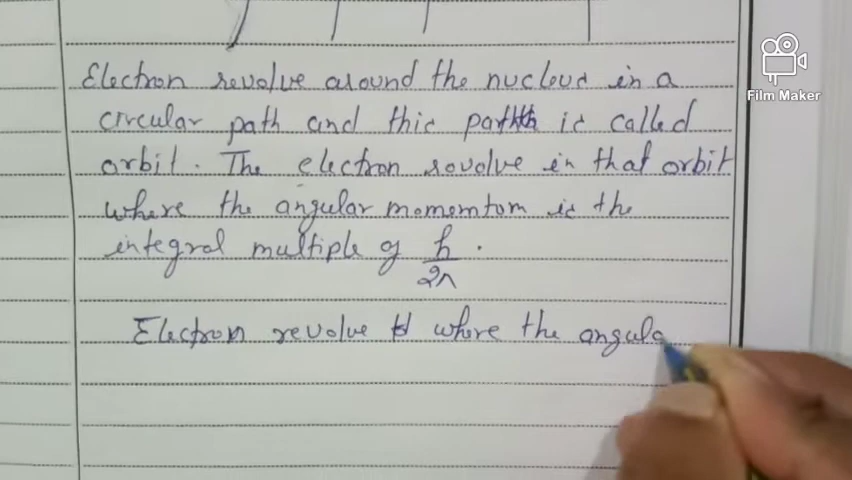 Electron revolve around the nucleus in a
circular path and this path is called
orbit. The electron revolve in that orbit
where the angular momemtom is the
integral multiple of h/2π.
Electron revolve where the angula
Film Maker